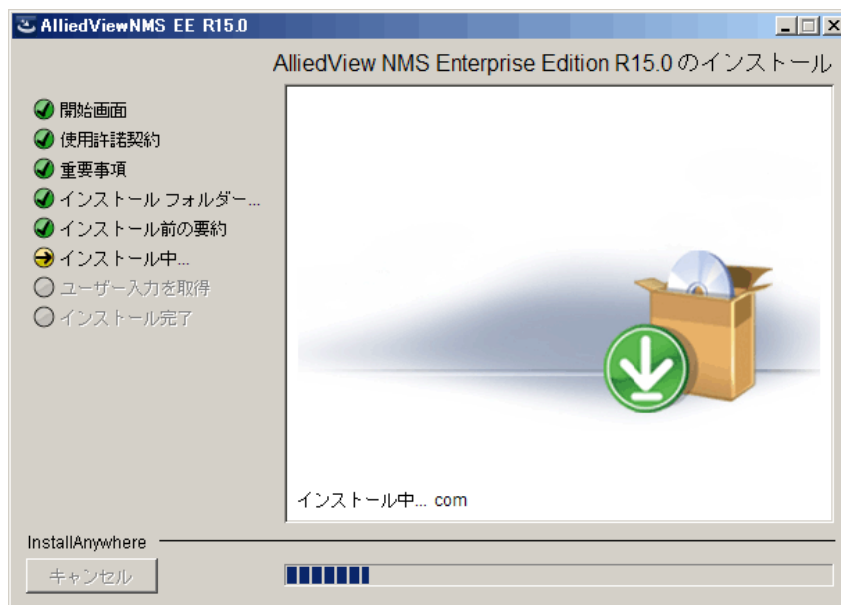 AlliedViewNMS EE R15.0
AlliedView NMS Enterprise Edition R15.0 のインストール
開始画面
使用許諾契約
重要事項
インストール フォルダー...
インストール前の要約
インストール中...
ユーザー入力を取得
インストール完了
インストール中... com
InstallAnywhere
キャンセル